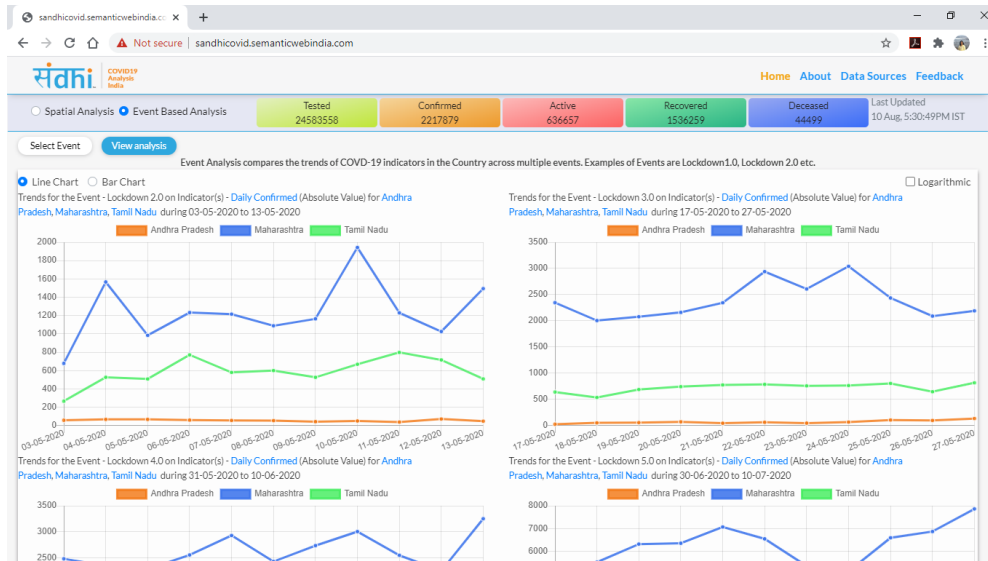 sandhicovid.semanticwebindia.cc
Not secure | sandhicovid.semanticwebindia.com
संdhi
COVID19
Analysis
India
Home About Data Sources Feedback
Spatial Analysis Event Based Analysis
Tested
24583558
Confirmed
2217879
Active
636657
Recovered
1536259
Deceased
44499
Last Updated
10 Aug, 5:30:49PM IST
Select Event View analysis
Event Analysis compares the trends of COVD-19 indicators in the Country across multiple events. Examples of Events are Lockdown1.0, Lockdown 2.0 etc.
Line Chart Bar Chart
Logarithmic
Trends for the Event - Lockdown 2.0 on Indicator(s) - Daily Confirmed (Absolute Value) for Andhra
Pradesh, Maharashtra, Tamil Nadu during 03-05-2020 to 13-05-2020
Andhra Pradesh Maharashtra Tamil Nadu
2000
1800
1600
1400
1200
1000
800
600
400
200
0
03-05-2020 04-05-2020 05-05-2020 06-05-2020 07-05-2020 08-05-2020 09-05-2020 10-05-2020 11-05-2020 12-05-2020 13-05-2020
Trends for the Event - Lockdown 3.0 on Indicator(s) - Daily Confirmed (Absolute Value) for Andhra
Pradesh, Maharashtra, Tamil Nadu during 17-05-2020 to 27-05-2020
Andhra Pradesh Maharashtra Tamil Nadu
3500
3000
2500
2000
1500
1000
500
0
17-05-2020 18-05-2020 19-05-2020 20-05-2020 21-05-2020 22-05-2020 23-05-2020 24-05-2020 25-05-2020 26-05-2020 27-05-2020
Trends for the Event - Lockdown 4.0 on Indicator(s) - Daily Confirmed (Absolute Value) for Andhra
Pradesh, Maharashtra, Tamil Nadu during 31-05-2020 to 10-06-2020
Andhra Pradesh Maharashtra Tamil Nadu
3500
3000
2500
Trends for the Event - Lockdown 5.0 on Indicator(s) - Daily Confirmed (Absolute Value) for Andhra
Pradesh, Maharashtra, Tamil Nadu during 30-06-2020 to 10-07-2020
Andhra Pradesh Maharashtra Tamil Nadu
8000
7000
6000